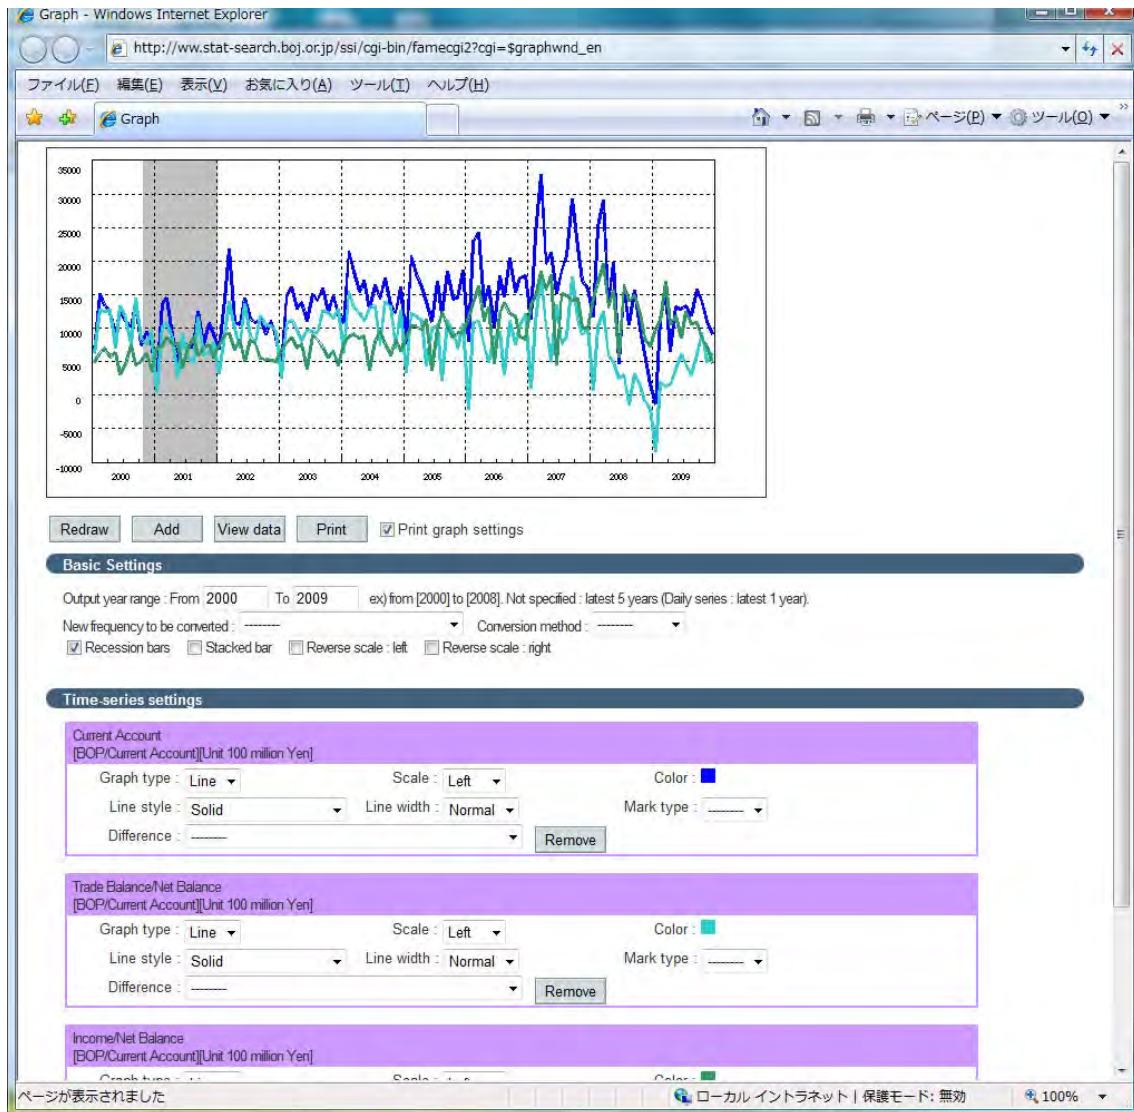 Graph - Windows Internet Explorer
http://ww.stat-search.boj.or.jp/ssi/cgi-bin/famecgi2?cgi=$graphwnd_en
ファイル(F) 編集(E) 表示(V) お気に入り(A) ツール(T) ヘルプ(H)
Graph ページ(P) ツール(O) »
35000
30000
25000
20000
15000
10000
5000
0
-5000
-10000
2000 2001 2002 2003 2004 2005 2006 2007 2008 2009
Redraw Add View data Print Print graph settings
Basic Settings
Output year range : From 2000 To 2009 ex) from [2000] to [2008]. Not specified : latest 5 years (Daily series : latest 1 year).
New frequency to be converted : -------- Conversion method : --------
Recession bars Stacked bar Reverse scale : left Reverse scale : right
Time-series settings
Current Account
[BOP/Current Account][Unit 100 million Yen]
Graph type : Line Scale : Left Color :
Line style : Solid Line width : Normal Mark type : --------
Difference : -------- Remove
Trade Balance/Net Balance
[BOP/Current Account][Unit 100 million Yen]
Graph type : Line Scale : Left Color :
Line style : Solid Line width : Normal Mark type : --------
Difference : -------- Remove
Income/Net Balance
[BOP/Current Account][Unit 100 million Yen]
ページが表示されました ローカル イントラネット | 保護モード: 無効 100%